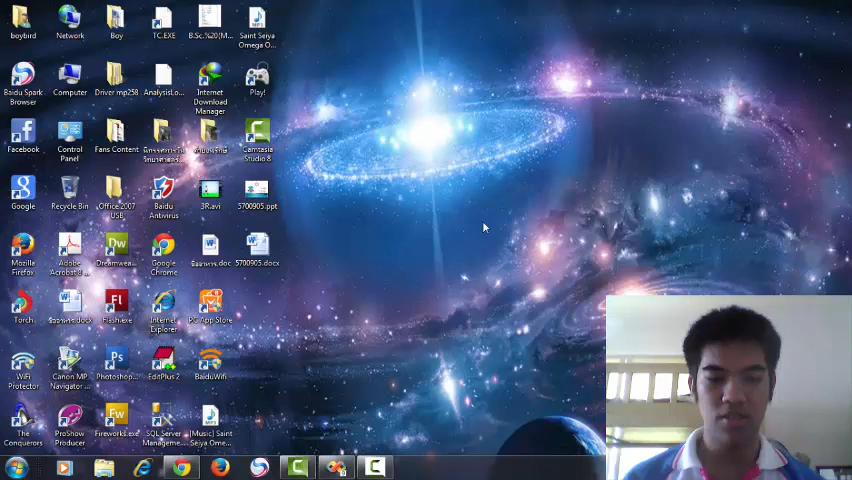 boybird
Network
Boy
TC.EXE
B.Sc.%20(M...
Saint Seiya
Omega O...
Baidu Spark
Browser
Computer
Driver mp258
AnalysisLo...
Internet
Download
Manager
Play!
Facebook
Control
Panel
Fans Content
Camtasia
Studio 8
Google
Recycle Bin
Office 2007
USB
Baidu
Antivirus
3R.avi
5700905.ppt
Mozilla
Firefox
Adobe
Acrobat 8 ...
Dreamwea...
Google
Chrome
5700905.docx
Torch
Flash.exe
Internet
Explorer
PC App Store
WiFi
Protector
Canon MP
Navigator ...
Photoshop...
EditPlus 2
BaiduWifi
The
Conquerors
ProShow
Producer
Fireworks.exe
SQL Server
Manageme...
(Music) Saint
Seiya Ome...